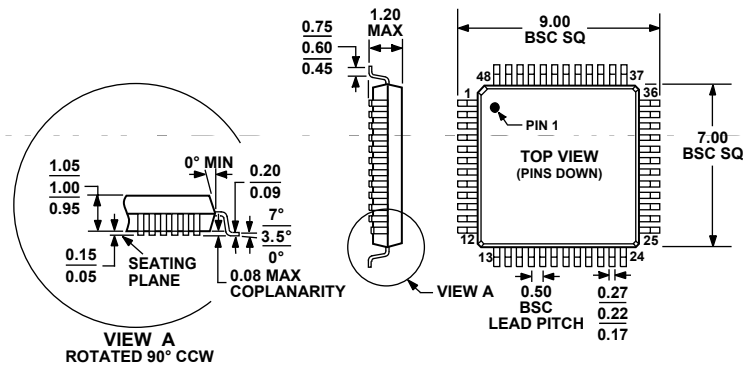 0.75
0.60
0.45
1.20
MAX
9.00
BSC SQ
48
37
1
36
PIN 1
TOP VIEW
(PINS DOWN)
7.00
BSC SQ
12
25
13
24
0.50
BSC
LEAD PITCH
0.27
0.22
0.17
VIEW A
1.05
1.00
0.95
0° MIN
0.20
0.09
7°
3.5°
0°
0.15
0.05
SEATING
PLANE
0.08 MAX
COPLANARITY
VIEW A
ROTATED 90° CCW